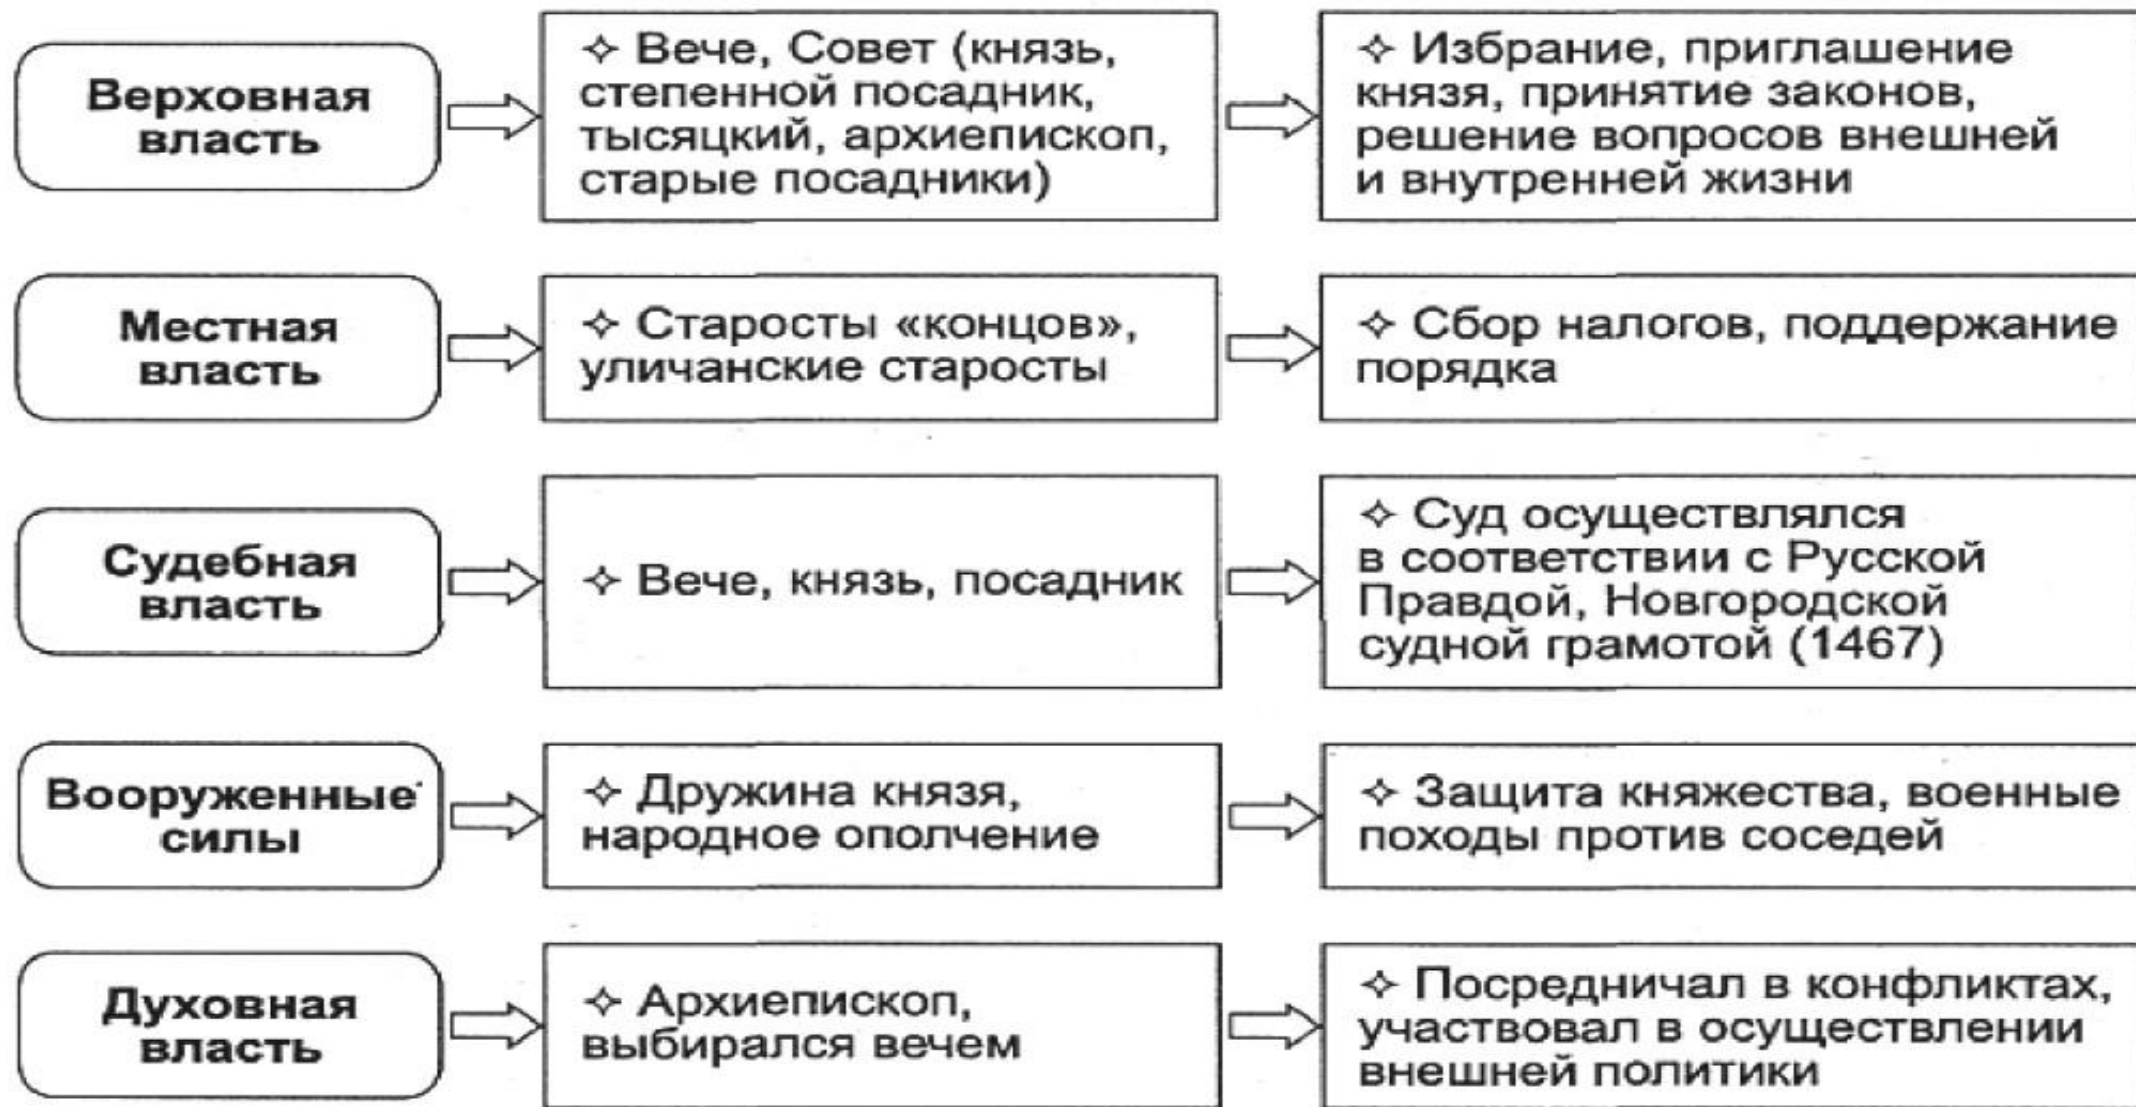 Верховная
власть
✧ Вече, Совет (князь,
степенной посадник,
тысяцкий, архиепископ,
старые посадники)
✧ Избрание, приглашение
князя, принятие законов,
решение вопросов внешней
и внутренней жизни
Местная
власть
✧ Старосты «концов»,
уличанские старосты
✧ Сбор налогов, поддержание
порядка
Судебная
власть
✧ Вече, князь, посадник
✧ Суд осуществлялся
в соответствии с Русской
Правдой, Новгородской
судной грамотой (1467)
Вооруженные
силы
✧ Дружина князя,
народное ополчение
✧ Защита княжества, военные
походы против соседей
Духовная
власть
✧ Архиепископ,
выбирался вечем
✧ Посредничал в конфликтах,
участвовал в осуществлении
внешней политики